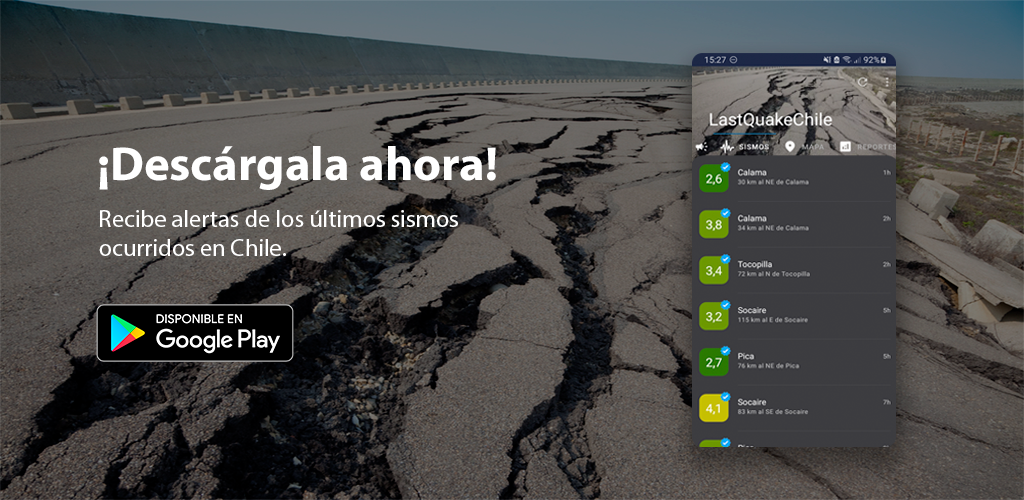 ¡Descárgala ahora!
Recibe alertas de los últimos sismos
ocurridos en Chile.
DISPONIBLE EN
Google Play
15:27
92%
LastQuakeChile
SISMOS
MAPA
REPORTES
2,6
Calama
1h
30 km al NE de Calama
3,8
Calama
2h
34 km al NE de Calama
3,4
Tocopilla
2h
72 km al N de Tocopilla
3,2
Socaire
5h
115 km al E de Socaire
2,7
Pica
5h
76 km al NE de Pica
4,1
Socaire
7h
83 km al SE de Socaire